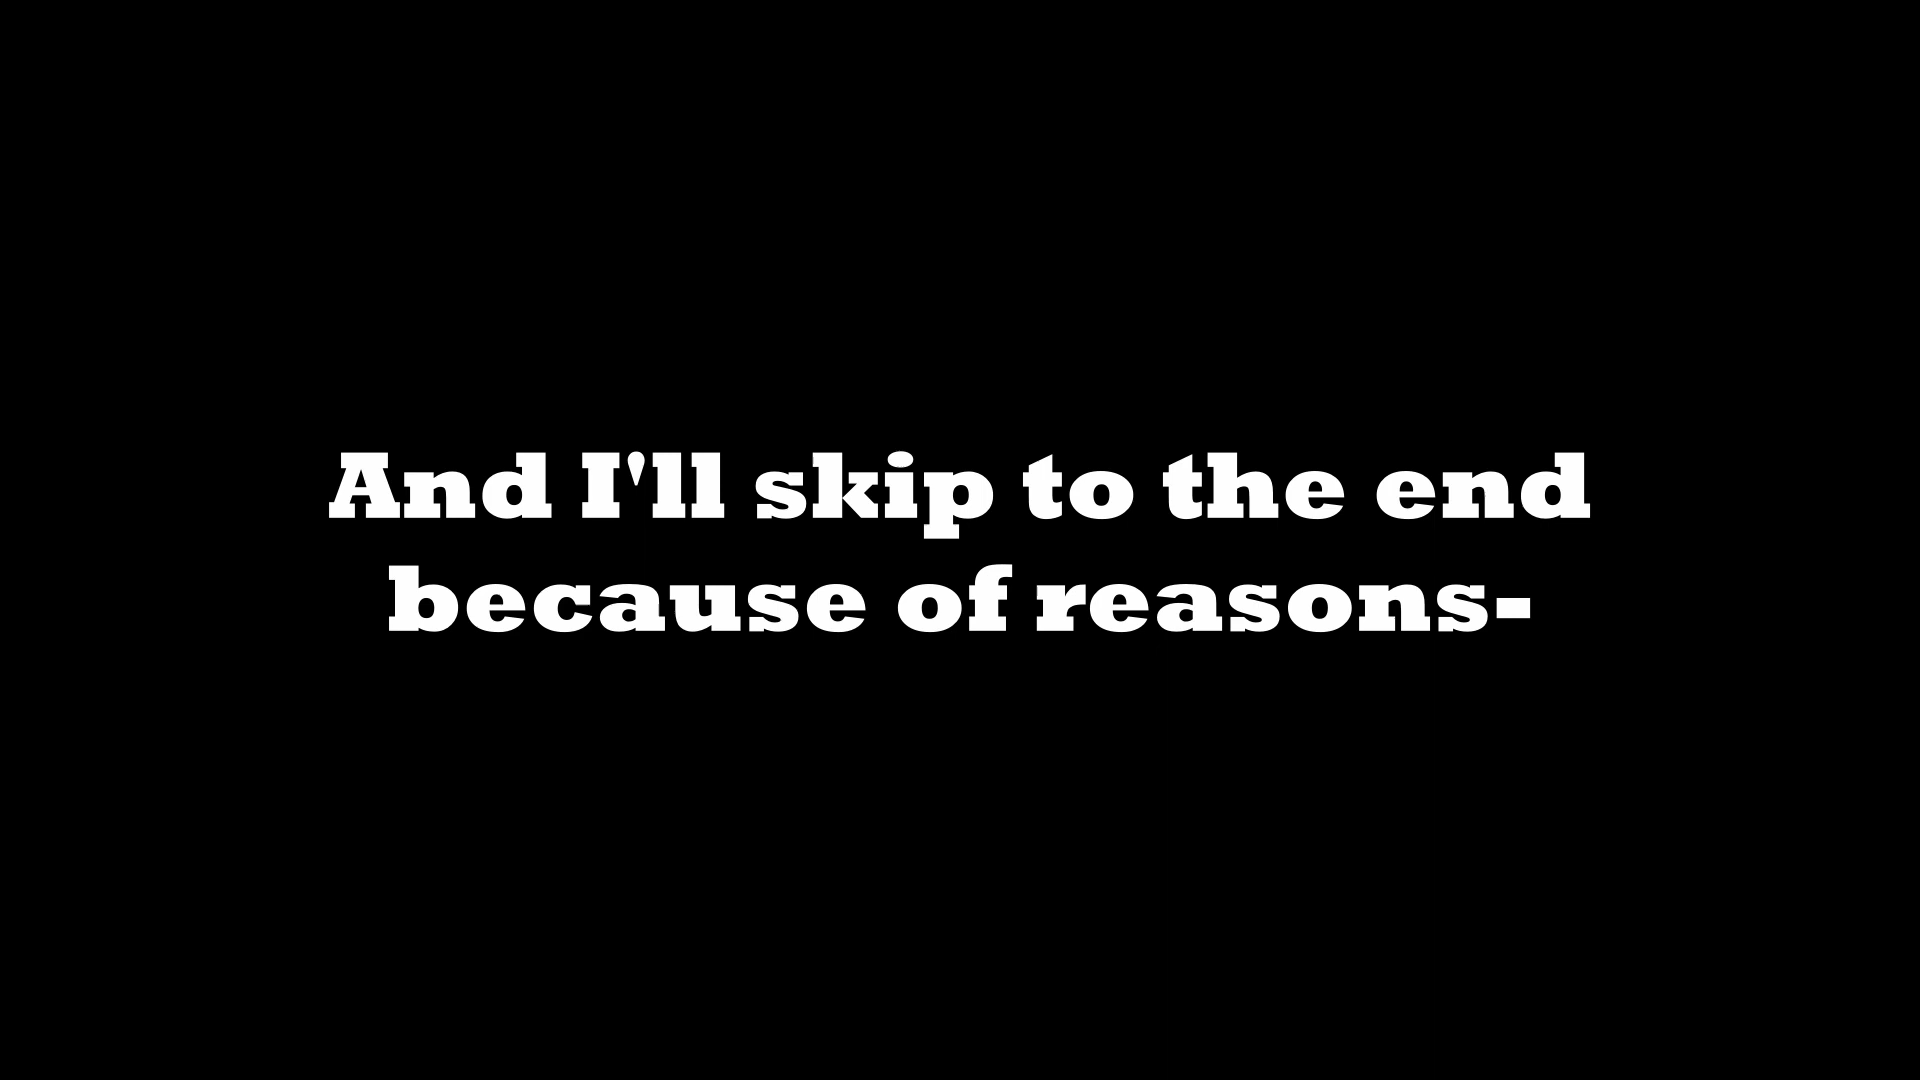 And I'll skip to the end
because of reasons-